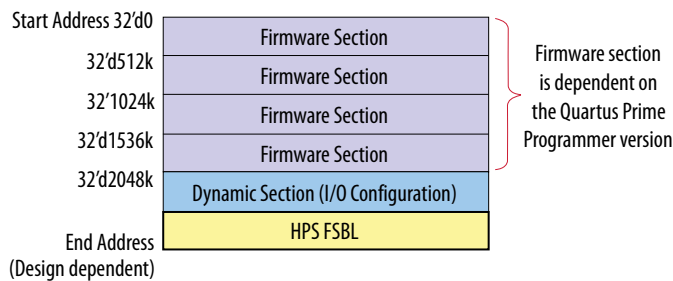 Start Address 32'd0
Firmware Section
32'd512k
Firmware Section
32'1024k
Firmware Section
32'd1536k
Firmware Section
32'd2048k
Dynamic Section (I/O Configuration)
HPS FSBL
End Address
(Design dependent)
Firmware section
is dependent on
the Quartus Prime
Programmer version